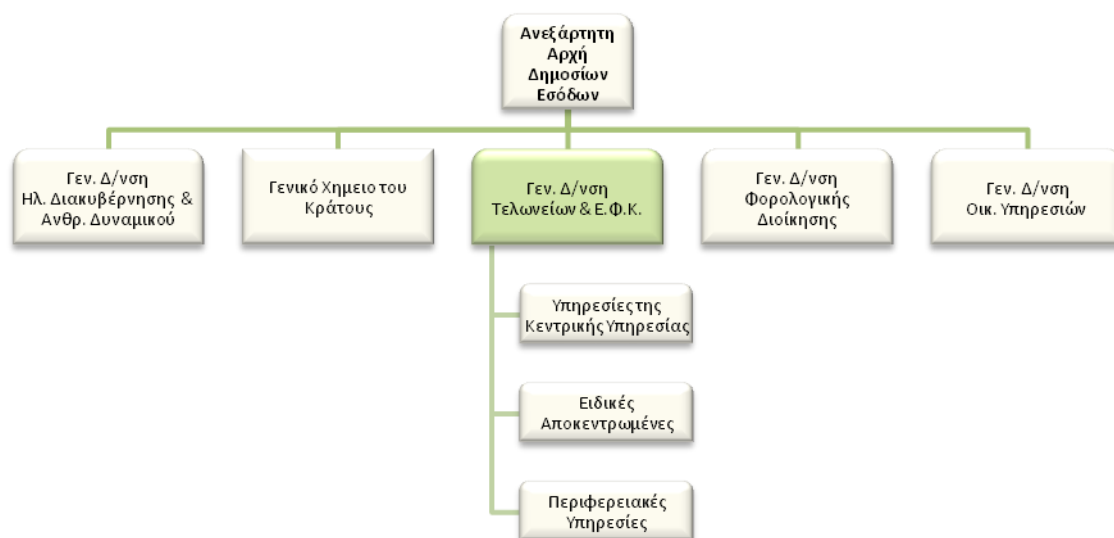 Ανεξάρτητη
Αρχή
Δημοσίων
Εσόδων
Γεν. Δ/νση
Ηλ. Διακυβέρνησης &
Ανθρ. Δυναμικού
Γενικό Χημειο του
Κράτους
Γεν. Δ/νση
Τελωνείων & Ε.Φ.Κ.
Γεν. Δ/νση
Φορολογικής
Διοίκησης
Γεν. Δ/νση
Οικ. Υπηρεσιών
Υπηρεσίες της
Κεντρικής Υπηρεσίας
Ειδικές
Αποκεντρωμένες
Περιφερειακές
Υπηρεσίες